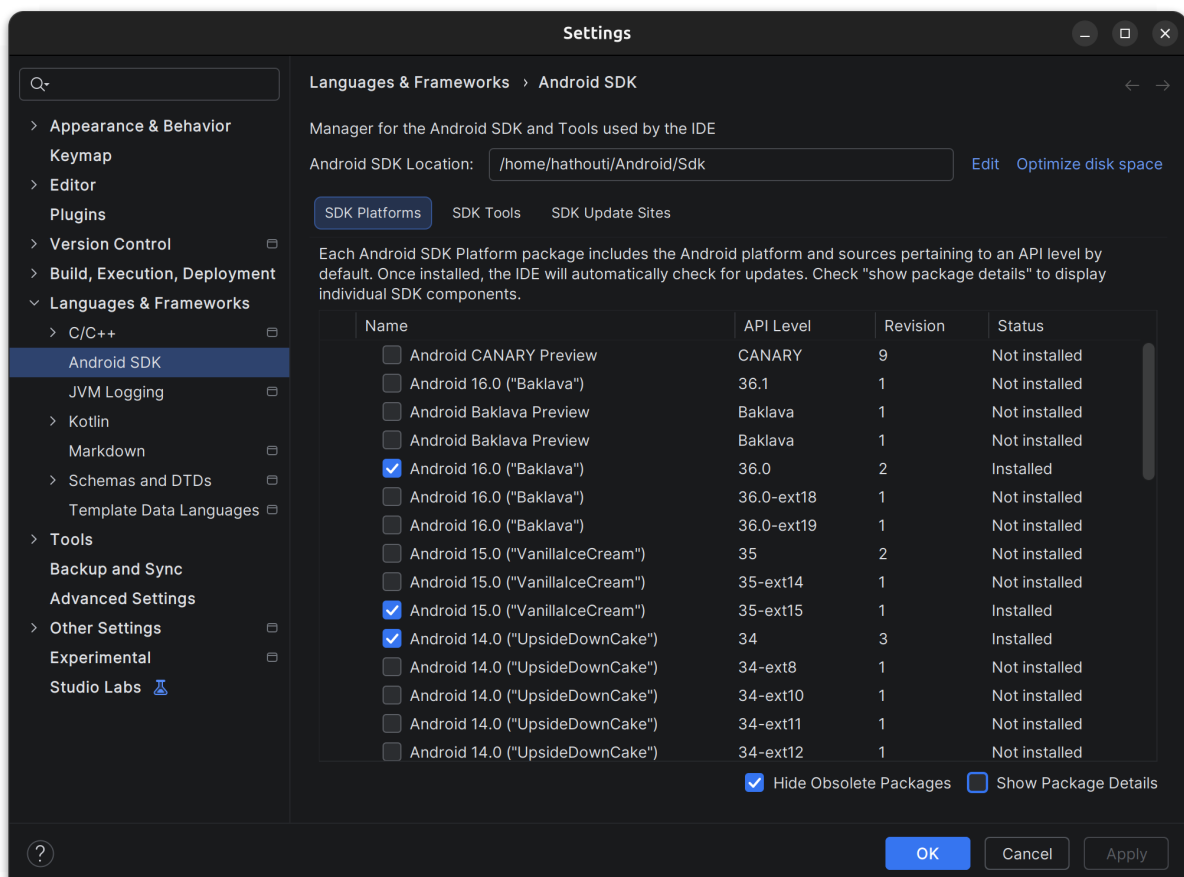 Settings
Appearance & Behavior
Keymap
Editor
Plugins
Version Control
Build, Execution, Deployment
Languages & Frameworks
C/C++
Android SDK
JVM Logging
Kotlin
Markdown
Schemas and DTDs
Template Data Languages
Tools
Backup and Sync
Advanced Settings
Other Settings
Experimental
Studio Labs
Languages & Frameworks › Android SDK
Manager for the Android SDK and Tools used by the IDE
Android SDK Location: /home/hathouti/Android/Sdk Edit Optimize disk space
SDK Platforms SDK Tools SDK Update Sites
Each Android SDK Platform package includes the Android platform and sources pertaining to an API level by
default. Once installed, the IDE will automatically check for updates. Check "show package details" to display
individual SDK components.
Name API Level Revision Status
Android CANARY Preview CANARY 9 Not installed
Android 16.0 ("Baklava") 36.1 1 Not installed
Android Baklava Preview Baklava 1 Not installed
Android Baklava Preview Baklava 1 Not installed
Android 16.0 ("Baklava") 36.0 2 Installed
Android 16.0 ("Baklava") 36.0-ext18 1 Not installed
Android 16.0 ("Baklava") 36.0-ext19 1 Not installed
Android 15.0 ("VanillaIceCream") 35 2 Not installed
Android 15.0 ("VanillaIceCream") 35-ext14 1 Not installed
Android 15.0 ("VanillaIceCream") 35-ext15 1 Installed
Android 14.0 ("UpsideDownCake") 34 3 Installed
Android 14.0 ("UpsideDownCake") 34-ext8 1 Not installed
Android 14.0 ("UpsideDownCake") 34-ext10 1 Not installed
Android 14.0 ("UpsideDownCake") 34-ext11 1 Not installed
Android 14.0 ("UpsideDownCake") 34-ext12 1 Not installed
Hide Obsolete Packages Show Package Details
? OK Cancel Apply